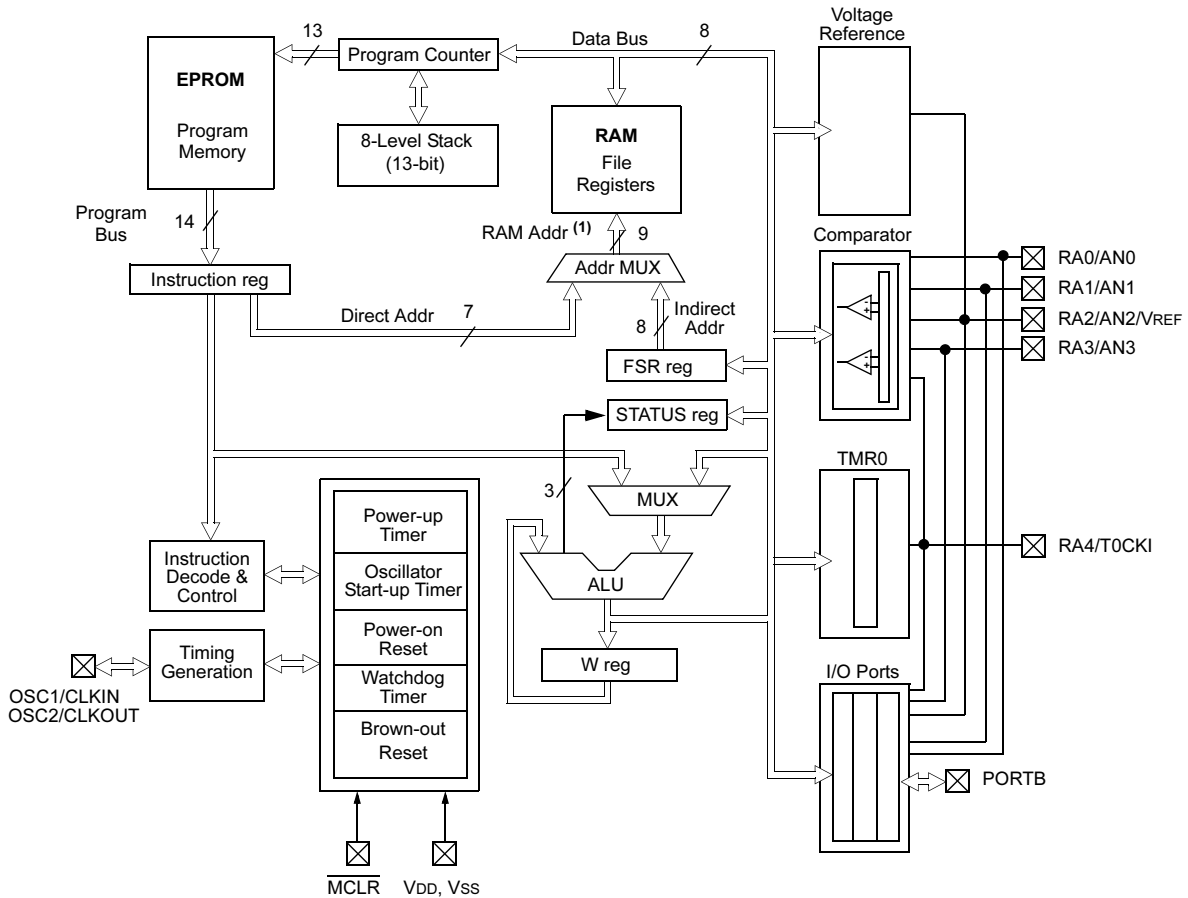 13
Data Bus
8
Voltage
Reference
EPROM
Program
Memory
Program Counter
8-Level Stack
(13-bit)
RAM
File
Registers
Program
Bus
14
RAM Addr (1)
9
Comparator
Instruction reg
Addr MUX
RA0/AN0
RA1/AN1
RA2/AN2/VREF
RA3/AN3
Direct Addr
7
8
Indirect
Addr
FSR reg
- +
- +
STATUS reg
TMR0
3
MUX
Power-up
Timer
Oscillator
Start-up Timer
Power-on
Reset
Watchdog
Timer
Brown-out
Reset
Instruction
Decode &
Control
ALU
RA4/T0CKI
Timing
Generation
W reg
I/O Ports
OSC1/CLKIN
OSC2/CLKOUT
PORTB
MCLR
VDD, VSS